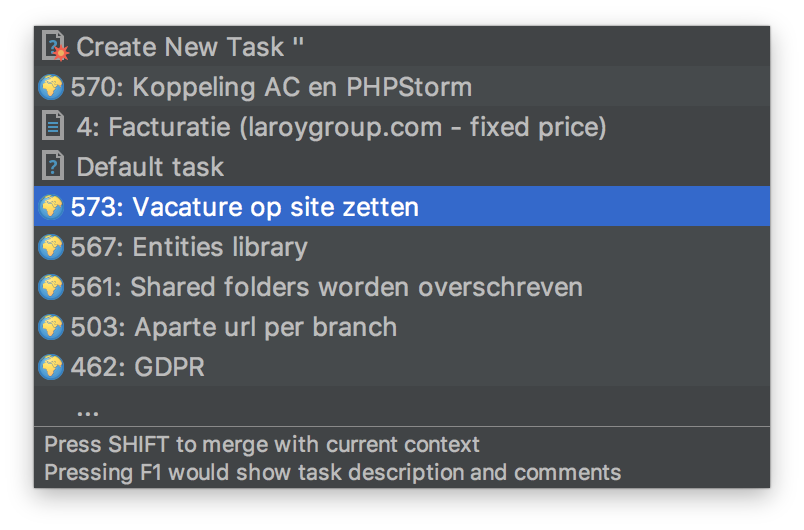 Create New Task ''
570: Koppeling AC en PHPStorm
4: Facturatie (laroygroup.com - fixed price)
Default task
573: Vacature op site zetten
567: Entities library
561: Shared folders worden overschreven
503: Aparte url per branch
462: GDPR
...
Press SHIFT to merge with current context
Pressing F1 would show task description and comments